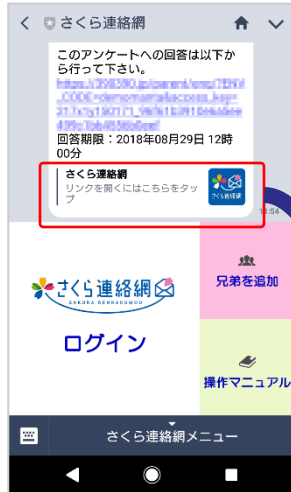 さくら連絡網
このアンケートへの回答は以下か
ら行って下さい。
回答期限：2018年08月29日 12時
00分
さくら連絡網
リンクを開くにはこちらをタッ
プ
さくら連絡網
:54
さくら連絡網
SAKURA RENRAKUMOU
ログイン
兄弟を追加
操作マニュアル
さくら連絡網メニュー